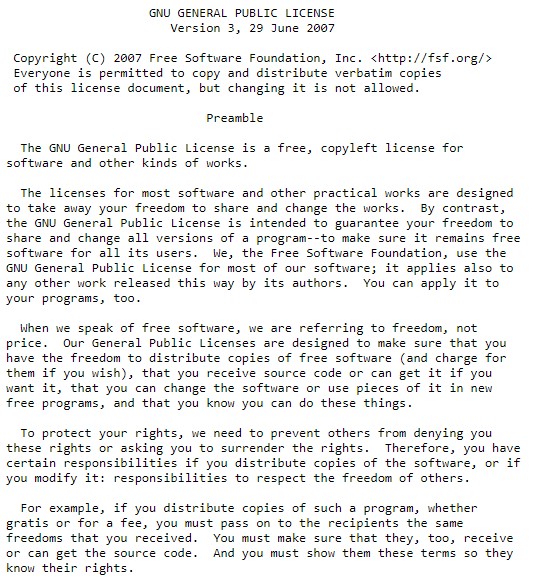 GNU GENERAL PUBLIC LICENSE
Version 3, 29 June 2007
Copyright (C) 2007 Free Software Foundation, Inc. <http://fsf.org/>
Everyone is permitted to copy and distribute verbatim copies
of this license document, but changing it is not allowed.
Preamble
The GNU General Public License is a free, copyleft license for
software and other kinds of works.
The licenses for most software and other practical works are designed
to take away your freedom to share and change the works.  By contrast,
the GNU General Public License is intended to guarantee your freedom to
share and change all versions of a program--to make sure it remains free
software for all its users.  We, the Free Software Foundation, use the
GNU General Public License for most of our software; it applies also to
any other work released this way by its authors.  You can apply it to
your programs, too.
When we speak of free software, we are referring to freedom, not
price.  Our General Public Licenses are designed to make sure that you
have the freedom to distribute copies of free software (and charge for
them if you wish), that you receive source code or can get it if you
want it, that you can change the software or use pieces of it in new
free programs, and that you know you can do these things.
To protect your rights, we need to prevent others from denying you
these rights or asking you to surrender the rights.  Therefore, you have
certain responsibilities if you distribute copies of the software, or if
you modify it: responsibilities to respect the freedom of others.
For example, if you distribute copies of such a program, whether
gratis or for a fee, you must pass on to the recipients the same
freedoms that you received.  You must make sure that they, too, receive
or can get the source code.  And you must show them these terms so they
know their rights.